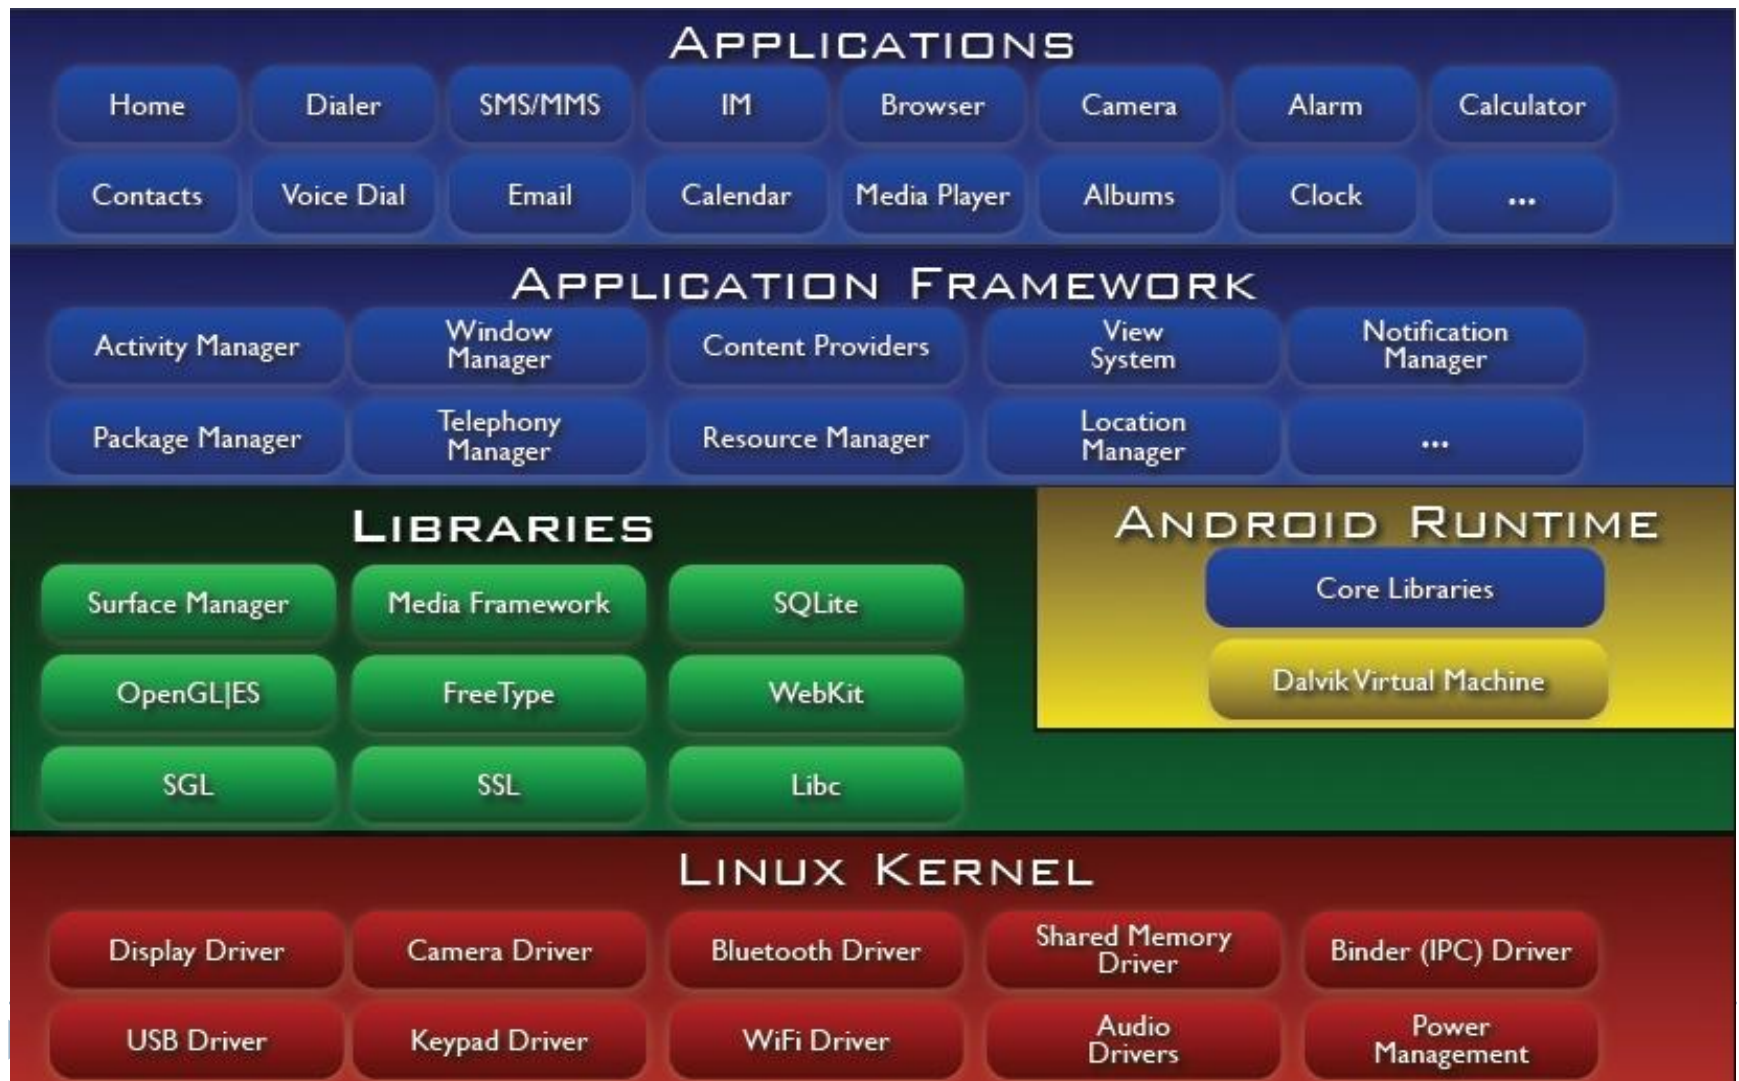 APPLICATIONS
Home Dialer SMS/MMS IM Browser Camera Alarm Calculator
Contacts Voice Dial Email Calendar Media Player Albums Clock ...
APPLICATION FRAMEWORK
Activity Manager
Window
Manager
Content Providers
View
System
Notification
Manager
Package Manager
Telephony
Manager
Resource Manager
Location
Manager
...
LIBRARIES
Surface Manager Media Framework SQLite
OpenGL|ES FreeType WebKit
SGL SSL Libc
ANDROID RUNTIME
Core Libraries
Dalvik Virtual Machine
LINUX KERNEL
Display Driver
Camera Driver
Bluetooth Driver
Shared Memory
Driver
Binder (IPC) Driver
USB Driver
Keypad Driver
WiFi Driver
Audio
Drivers
Power
Management